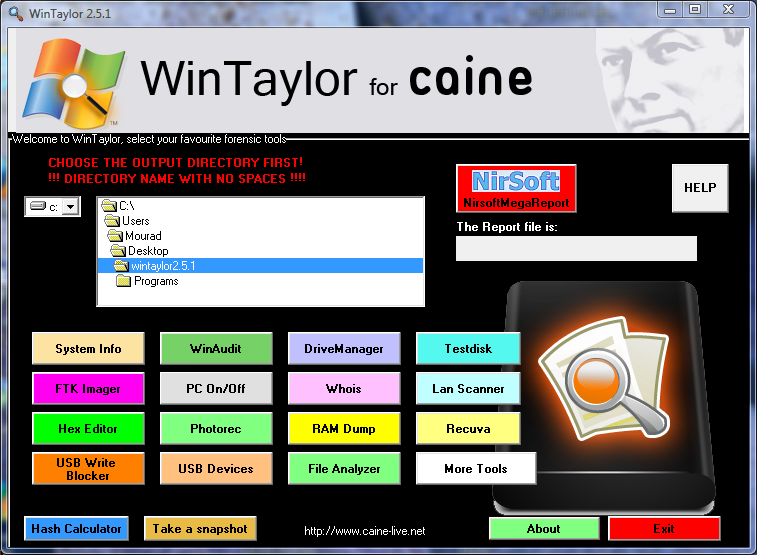 WinTaylor 2.5.1
WinTaylor for caine
TM
Welcome to WinTaylor, select your favourite forensic tools
CHOOSE THE OUTPUT DIRECTORY FIRST!
!!! DIRECTORY NAME WITH NO SPACES !!!!
c:
C:\
Users
Mourad
Desktop
wintaylor2.5.1
Programs
NirSoft
NirsoftMegaReport
HELP
The Report file is:
System Info
WinAudit
DriveManager
Testdisk
FTK Imager
PC On/Off
Whois
Lan Scanner
Hex Editor
Photorec
RAM Dump
Recuva
USB Write
Blocker
USB Devices
File Analyzer
More Tools
Hash Calculator
Take a snapshot
http://www.caine-live.net
About
Exit